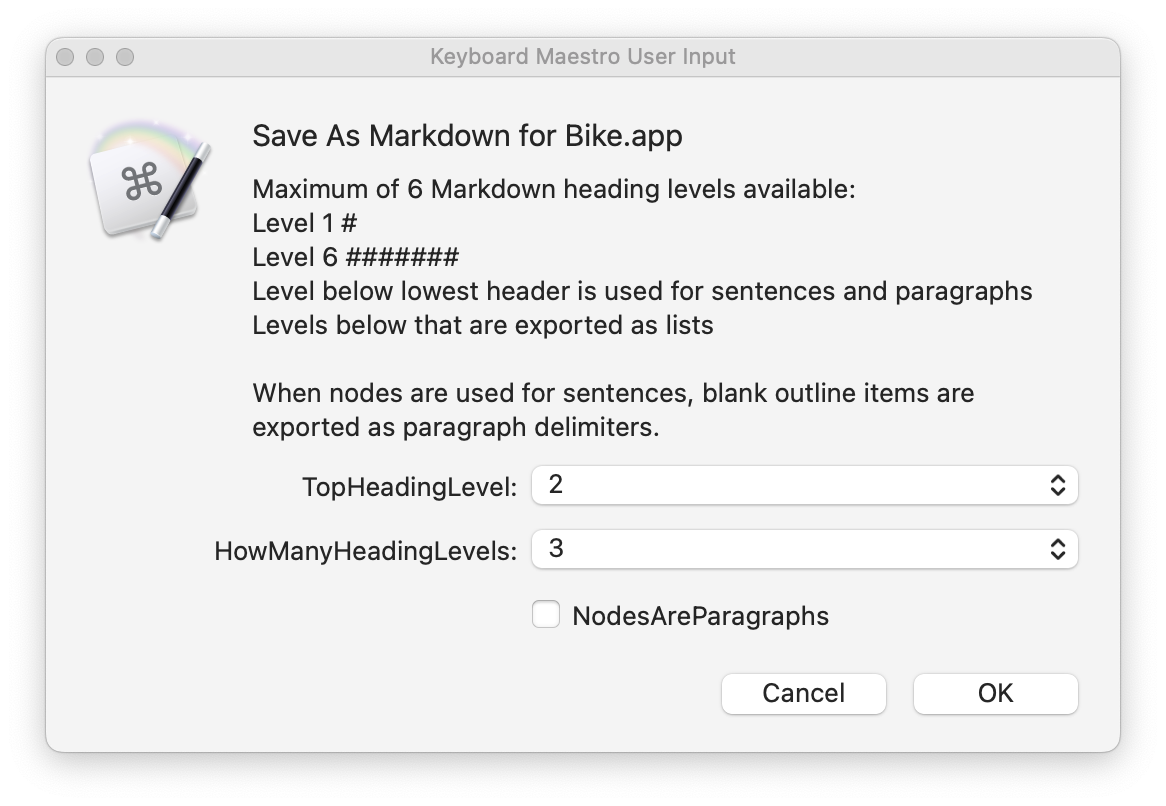 Keyboard Maestro User Input
⌘
Save As Markdown for Bike.app
Maximum of 6 Markdown heading levels available:
Level 1 #
Level 6 #######
Level below lowest header is used for sentences and paragraphs
Levels below that are exported as lists
When nodes are used for sentences, blank outline items are
exported as paragraph delimiters.
TopHeadingLevel: 2
HowManyHeadingLevels: 3
NodesAreParagraphs
Cancel OK